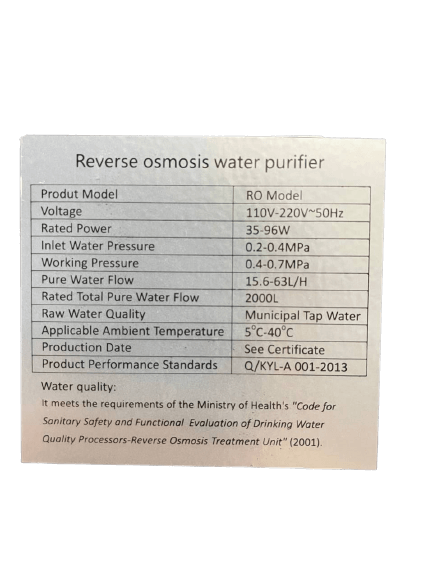 Reverse osmosis water purifier
Produt Model RO Model
Voltage 110V-220V~50Hz
Rated Power 35-96W
Inlet Water Pressure 0.2-0.4MPa
Working Pressure 0.4-0.7MPa
Pure Water Flow 15.6-63L/H
Rated Total Pure Water Flow 2000L
Raw Water Quality Municipal Tap Water
Applicable Ambient Temperature 5°C-40°C
Production Date See Certificate
Product Performance Standards Q/KYL-A 001-2013
Water quality:
It meets the requirements of the Ministry of Health's "Code for
Sanitary Safety and Functional Evaluation of Drinking Water
Quality Processors-Reverse Osmosis Treatment Unit" (2001).